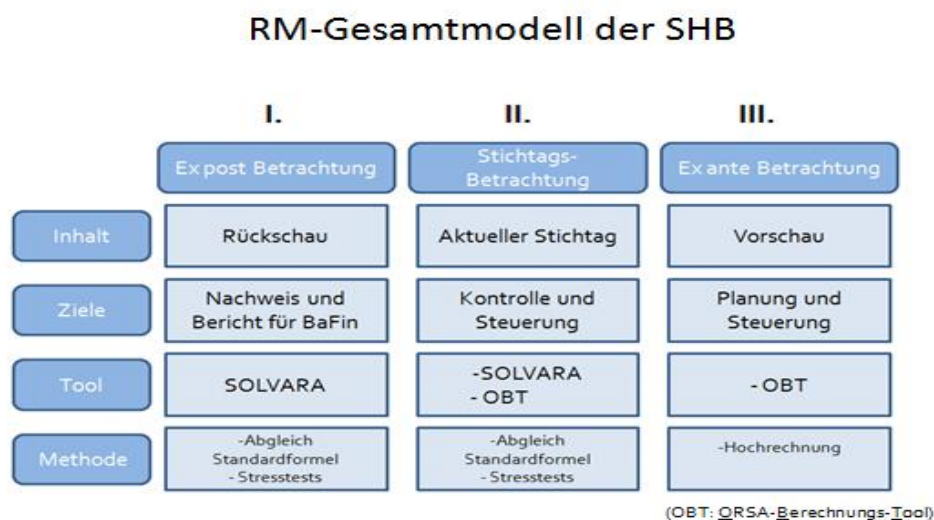 RM-Gesamtmodell der SHB
I. II. III.
Ex post Betrachtung
Stichtags-
Betrachtung
Ex ante Betrachtung
Inhalt
Rückschau
Aktueller Stichtag
Vorschau
Ziele
Nachweis und
Bericht für BaFin
Kontrolle und
Steuerung
Planung und
Steuerung
Tool
SOLVARA
-SOLVARA
- OBT
- OBT
Methode
-Abgleich
Standardformel
- Stresstests
-Abgleich
Standardformel
- Stresstests
-Hochrechnung
(OBT: ORSA-Berechnungs-Tool)